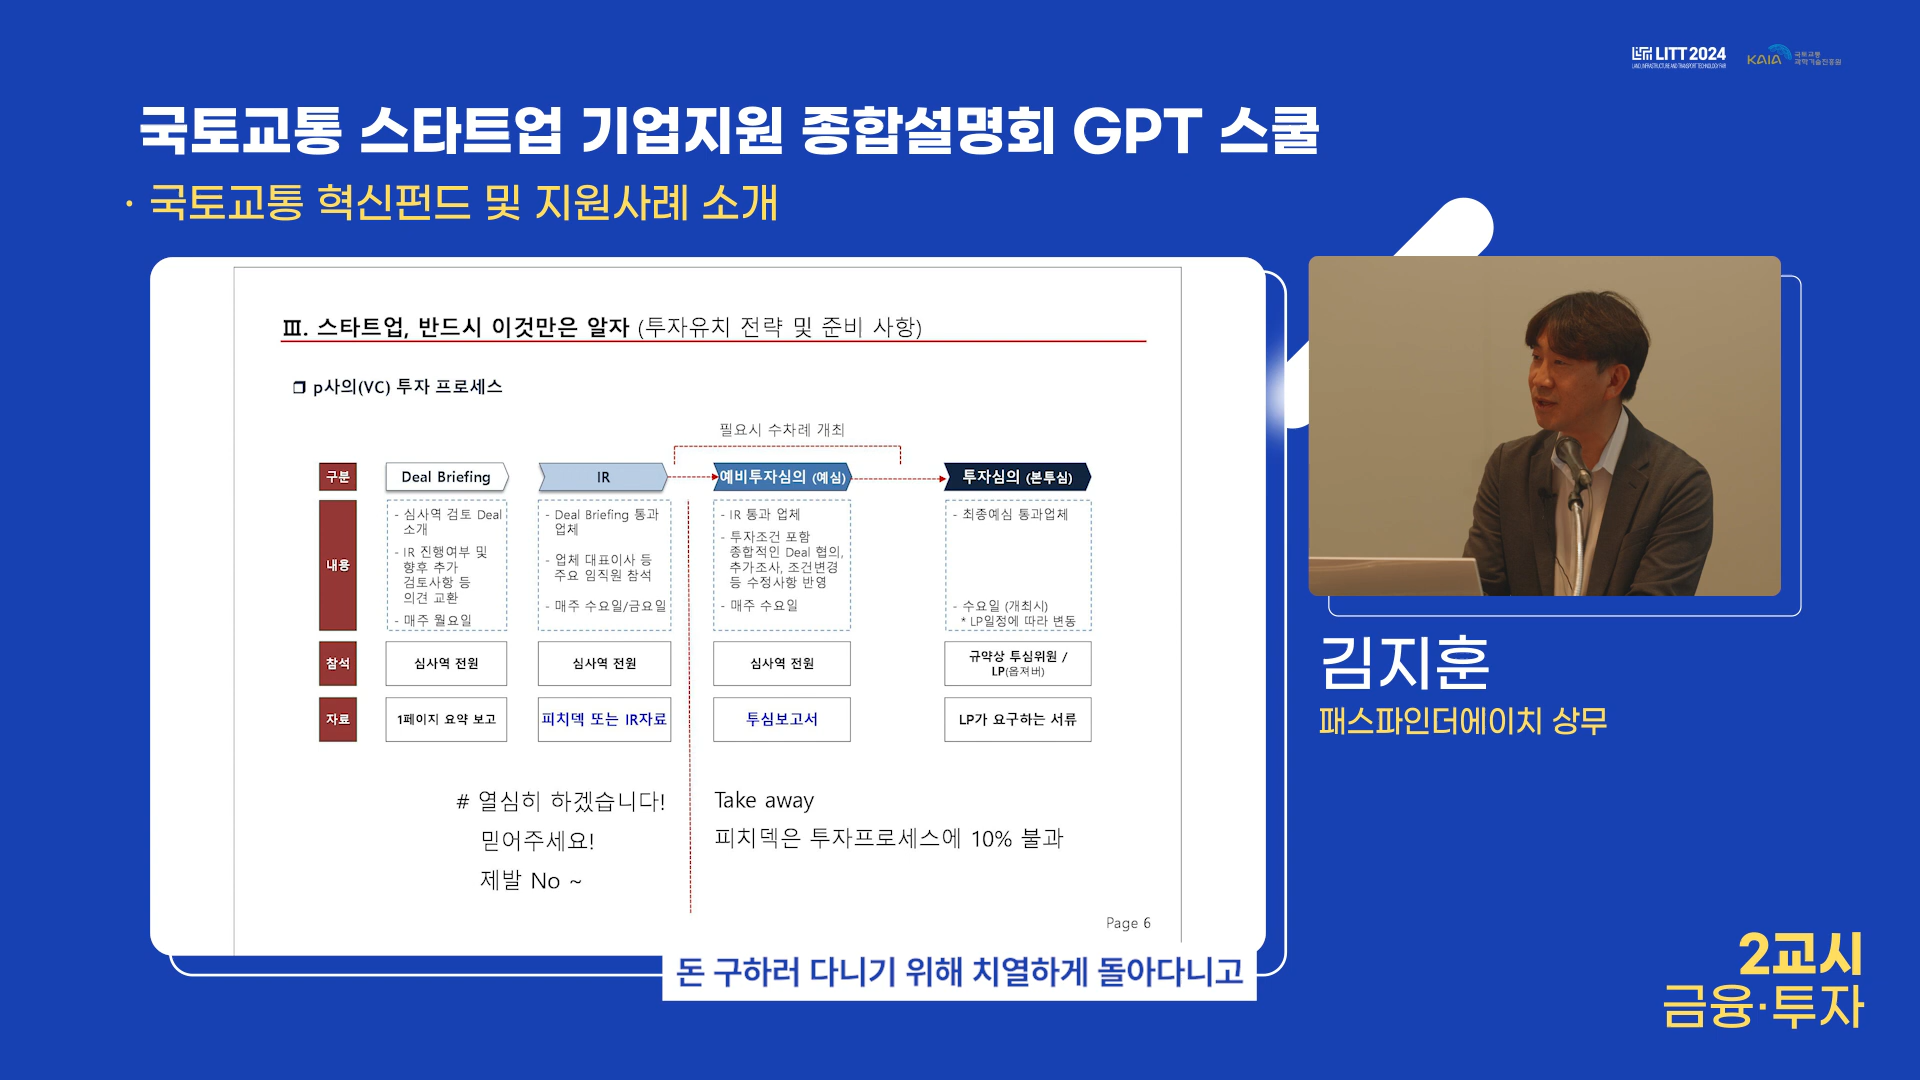 LITT 2024
LAND, INFRASTRUCTURE AND TRANSPORT TECHNOLOGY FAIR
KAIA 국토교통
과학기술진흥원
국토교통 스타트업 기업지원 종합설명회 GPT 스쿨
· 국토교통 혁신펀드 및 지원사례 소개
Ⅲ. 스타트업, 반드시 이것만은 알자 (투자유치 전략 및 준비 사항)
❐ p사의(VC) 투자 프로세스
필요시 수차례 개최
구분
Deal Briefing
IR
예비투자심의 (예심)
투자심의 (본투심)
내용
- 심사역 검토 Deal
소개
- IR 진행여부 및
향후 추가
검토사항 등
의견 교환
- 매주 월요일
- Deal Briefing 통과
업체
- 업체 대표이사 등
주요 임직원 참석
- 매주 수요일/금요일
- IR 통과 업체
- 투자조건 포함
종합적인 Deal 협의,
추가조사, 조건변경
등 수정사항 반영
- 매주 수요일
- 최종예심 통과업체
- 수요일 (개최시)
* LP일정에 따라 변동
참석
심사역 전원
심사역 전원
심사역 전원
규약상 투심위원 /
LP(옵져버)
자료
1페이지 요약 보고
피치덱 또는 IR자료
투심보고서
LP가 요구하는 서류
# 열심히 하겠습니다!
믿어주세요!
제발 No ~
Take away
피치덱은 투자프로세스에 10% 불과
Page 6
돈 구하러 다니기 위해 치열하게 돌아다니고
김지훈
패스파인더에이치 상무
2교시
금융·투자